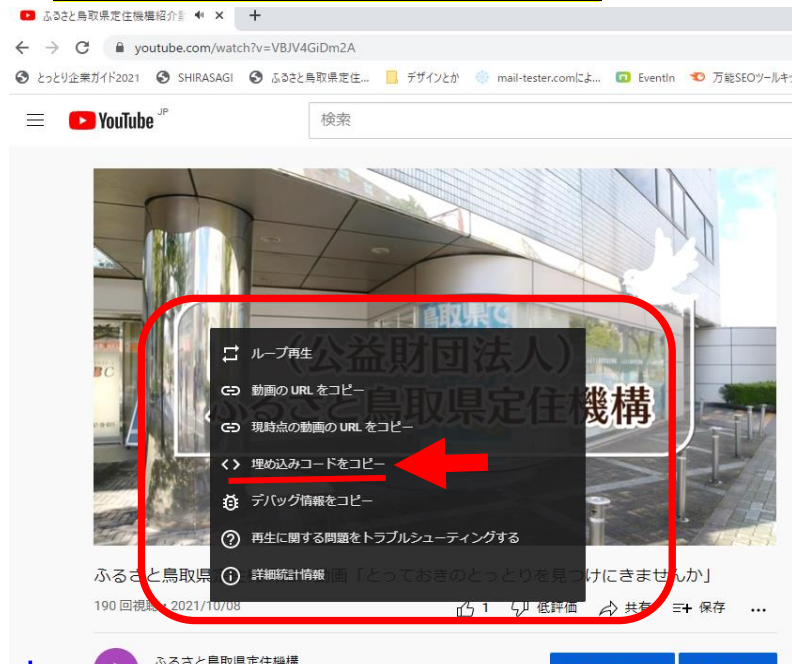 ふるさと鳥取県定住機構紹介
youtube.com/watch?v=VBJV4GiDm2A
とっとり企業ガイド2021 SHIRASAGI ふるさと鳥取県定住... デザインとか mail-tester.comによ... EventIn 万能SEOツールキッ
YouTube JP
検索
鳥取県で
(公益財団法人)
ふるさと鳥取県定住機構
ループ再生
動画の URL をコピー
現時点の動画の URL をコピー
埋め込みコードをコピー
デバッグ情報をコピー
再生に関する問題をトラブルシューティングする
詳細統計情報
ふるさと鳥取県 動画「とっておきのとっとりを見つけにきませんか」
190 回視聴・2021/10/08
1 低評価 共有 保存 ...
ふるさと鳥取県定住機構